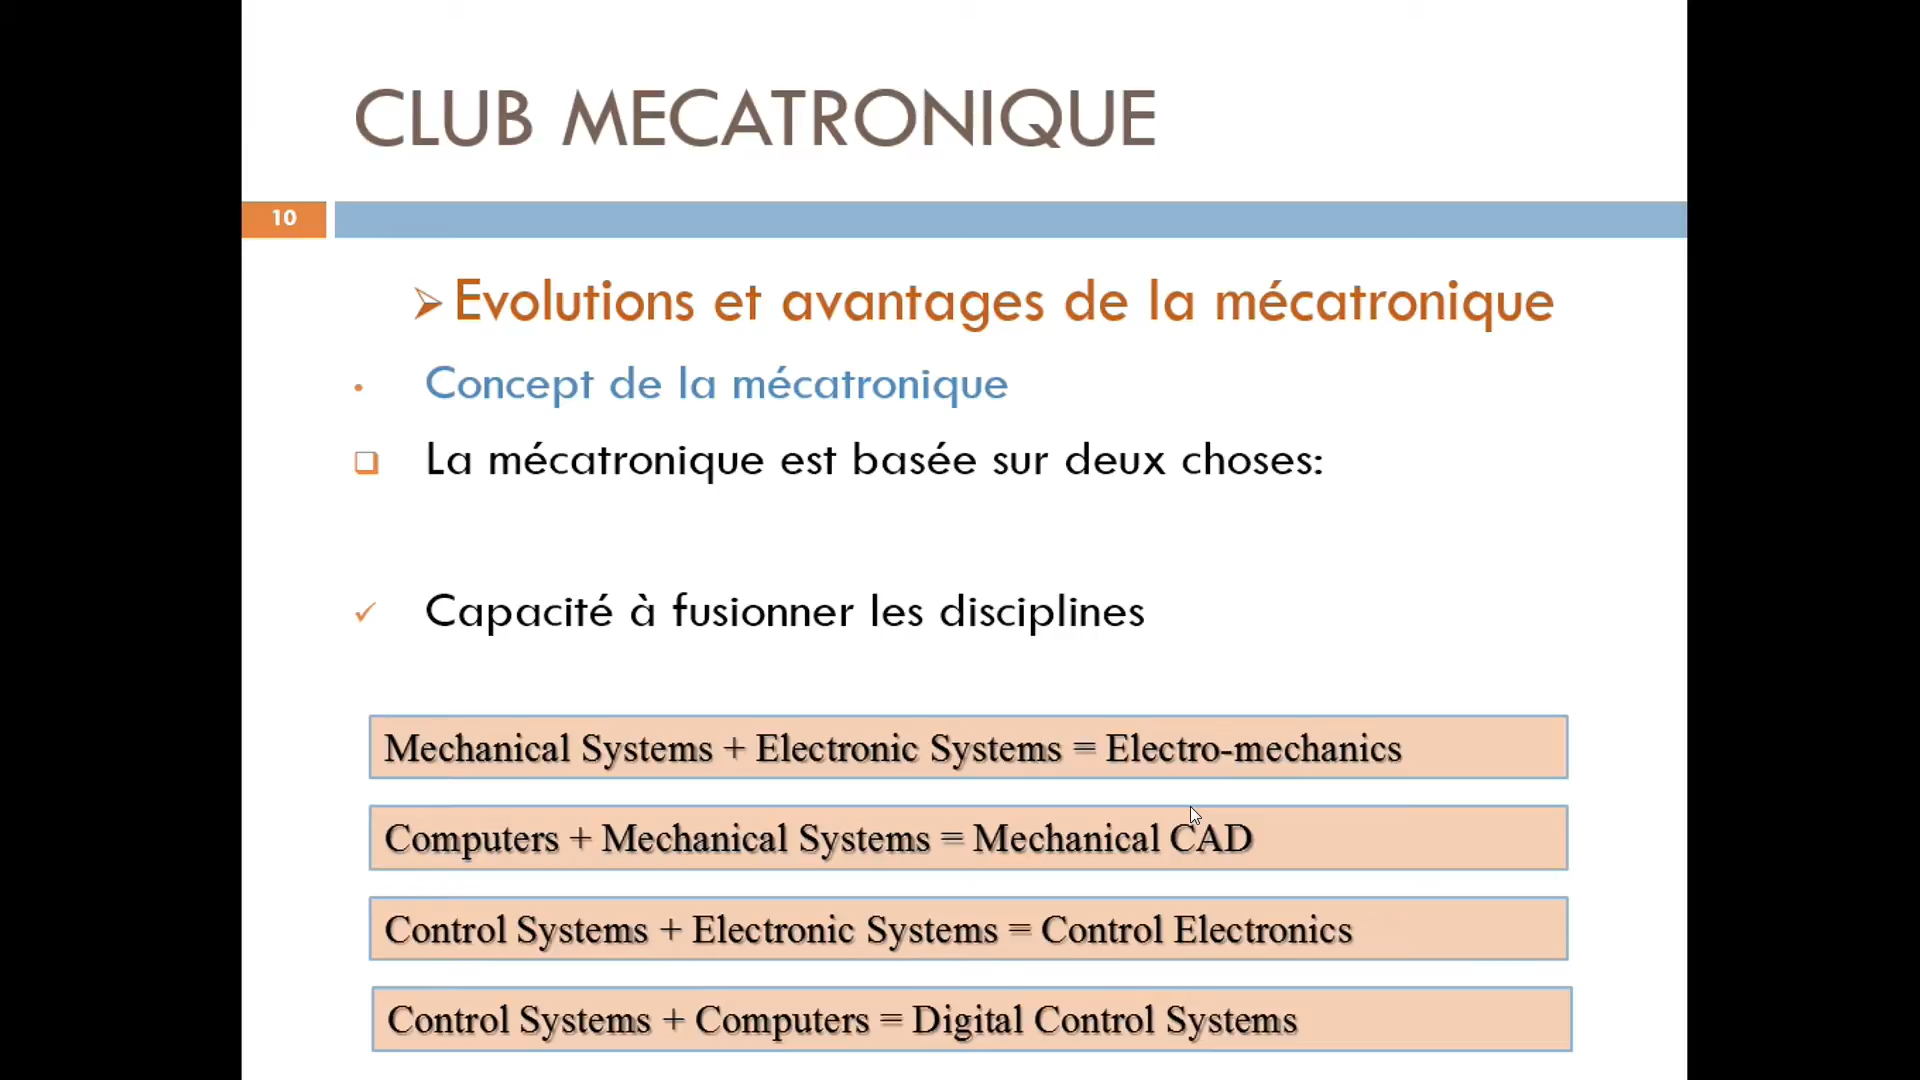 CLUB MECATRONIQUE
10
Evolutions et avantages de la mécatronique
Concept de la mécatronique
La mécatronique est basée sur deux choses:
Capacité à fusionner les disciplines
Mechanical Systems + Electronic Systems = Electro-mechanics
Computers + Mechanical Systems = Mechanical CAD
Control Systems + Electronic Systems = Control Electronics
Control Systems + Computers = Digital Control Systems